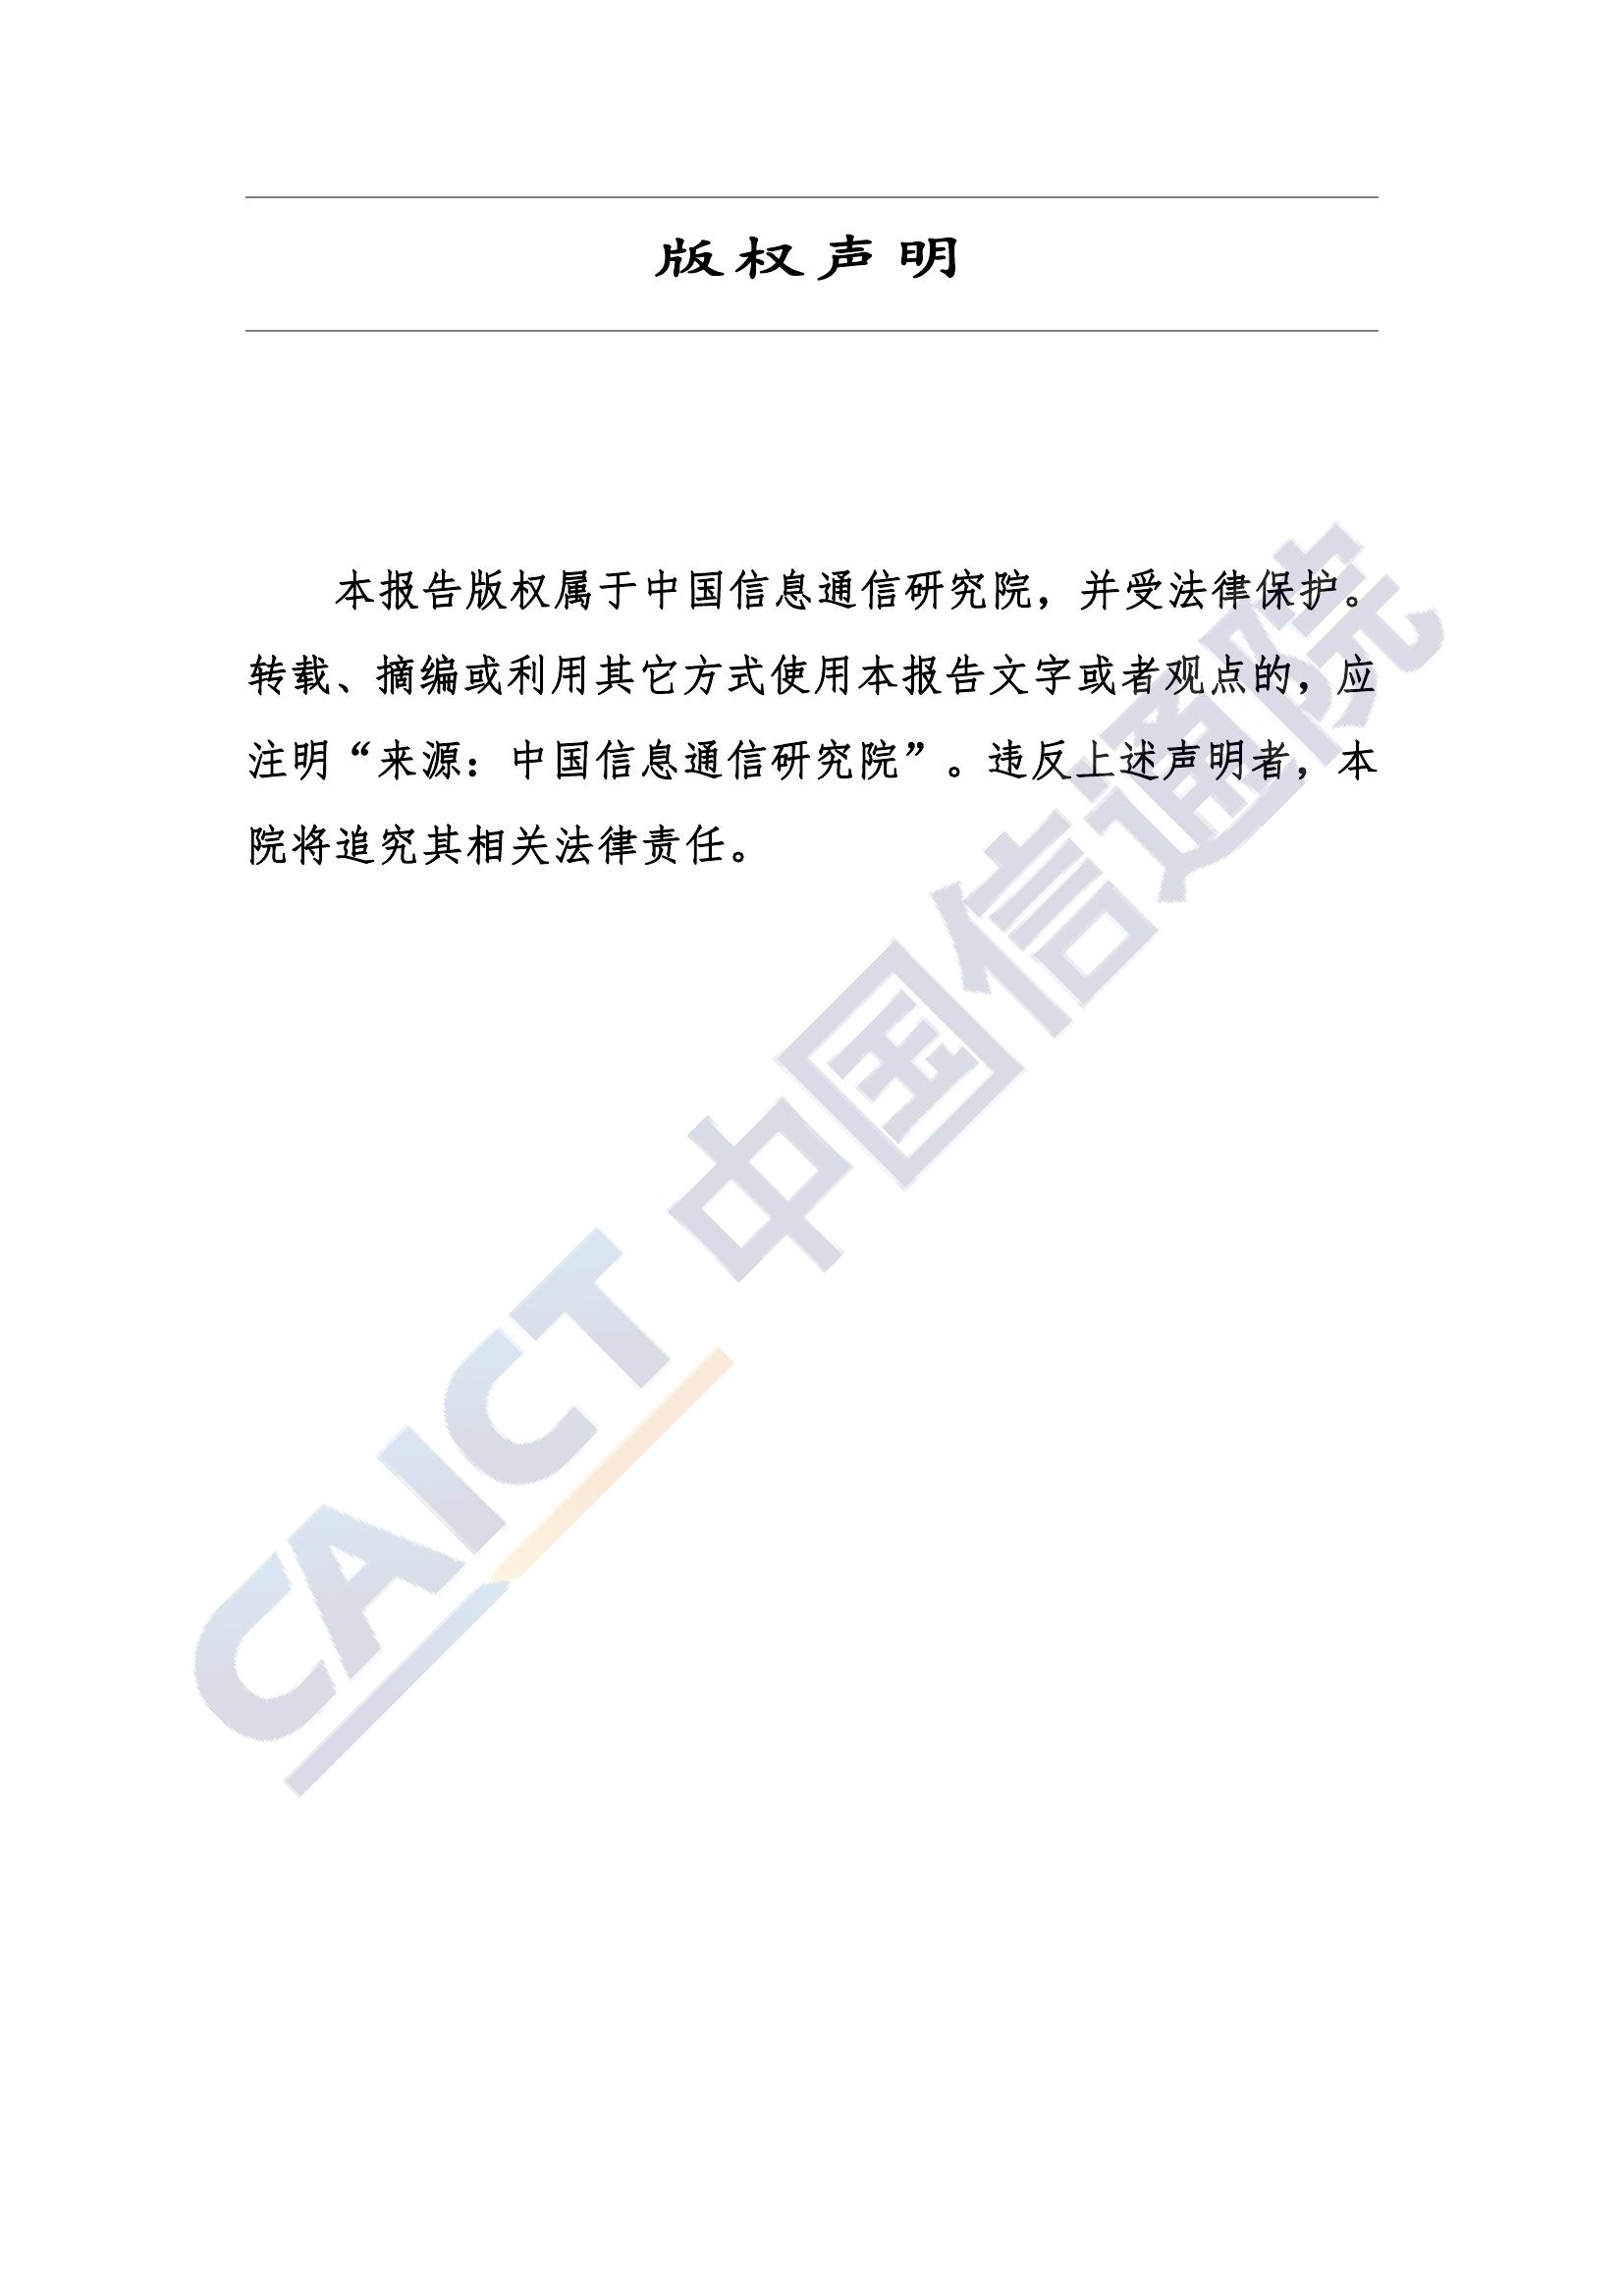 版权声明
本报告版权属于中国信息通信研究院，并受法律保护。
转载、摘编或利用其它方式使用本报告文字或者观点的，应
注明“来源：中国信息通信研究院”。违反上述声明者，本
院将追究其相关法律责任。
CAICT 中国信通院